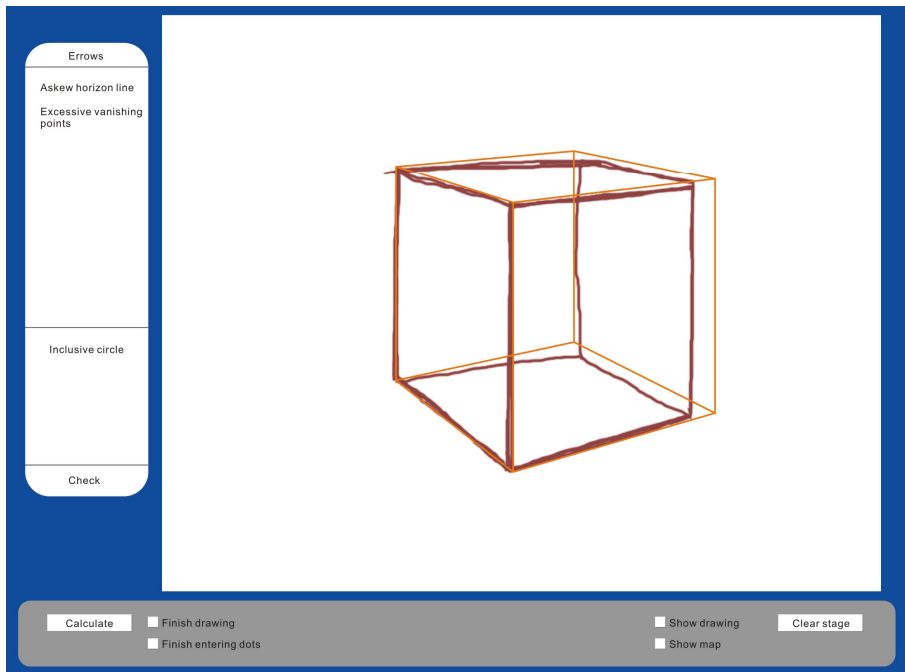 Errows
Askew horizon line
Excessive vanishing
points
Inclusive circle
Check
Calculate
Finish drawing
Finish entering dots
Show drawing
Show map
Clear stage